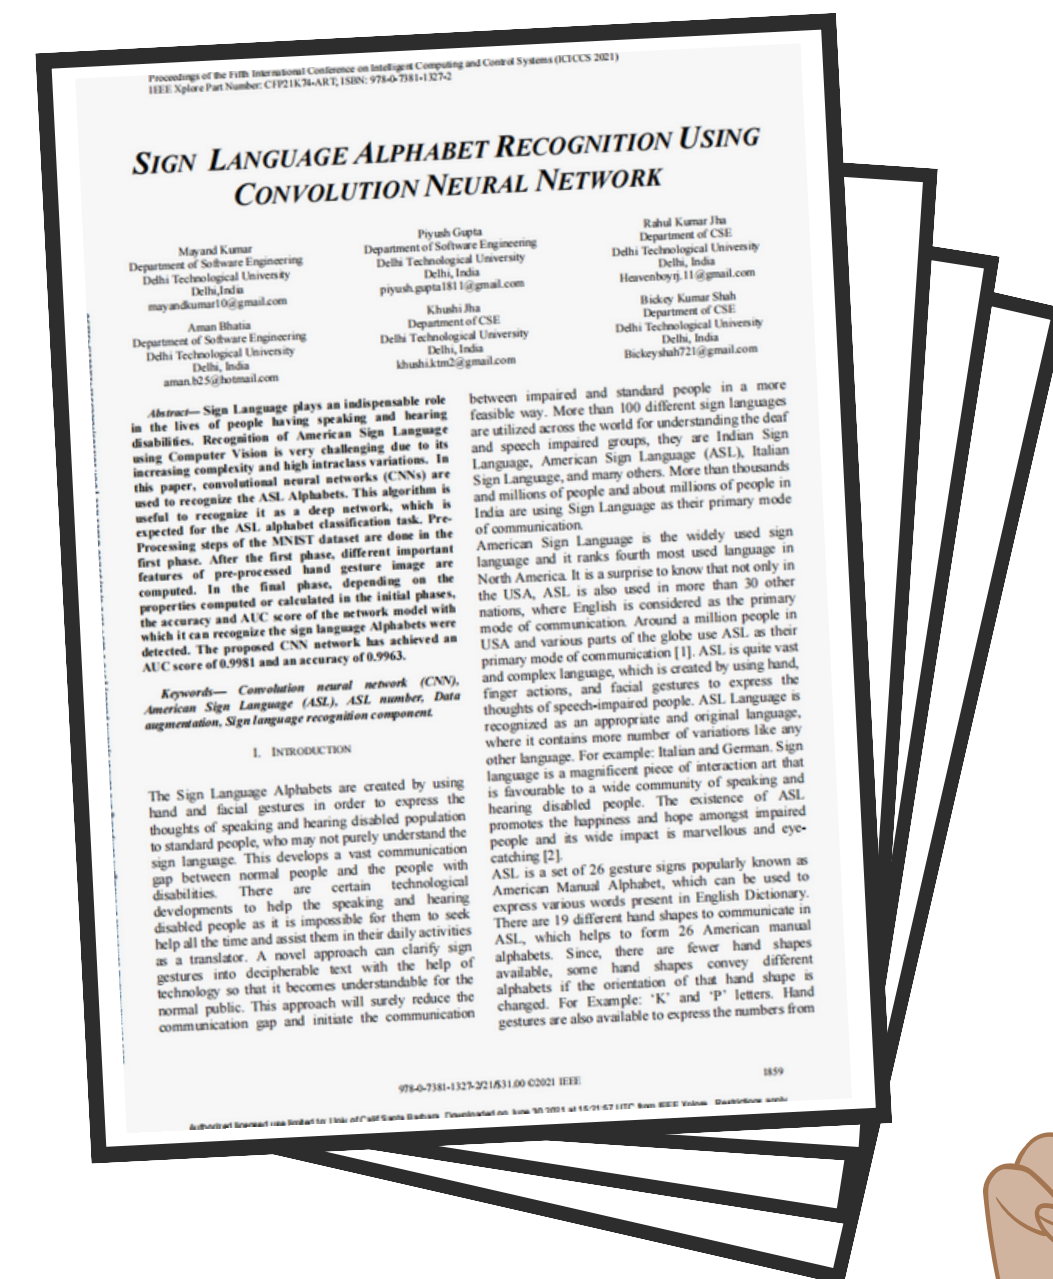 Proceedings of the Fifth International Conference on Intelligent Computing and Control Systems (ICICCS 2021)
IEEE Xplore Part Number: CFP21K74-ART; ISBN: 978-0-7381-1327-2
SIGN LANGUAGE ALPHABET RECOGNITION USING
CONVOLUTION NEURAL NETWORK
Mayand Kumar
Department of Software Engineering
Delhi Technological University
Delhi,India
mayandkumar10@gmail.com
Piyush Gupta
Department of Software Engineering
Delhi Technological University
Delhi, India
piyush.gupta1811@gmail.com
Rahul Kumar Jha
Department of CSE
Delhi Technological University
Delhi, India
Heavenboyrj.11@gmail.com
Aman Bhatia
Department of Software Engineering
Delhi Technological University
Delhi, India
aman.b25@hotmail.com
Khushi Jha
Department of CSE
Delhi Technological University
Delhi, India
khushi.ktm2@gmail.com
Bickey Kumar Shah
Department of CSE
Delhi Technological University
Delhi, India
Bickeyshah721@gmail.com
Abstract— Sign Language plays an indispensable role
in the lives of people having speaking and hearing
disabilities. Recognition of American Sign Language
using Computer Vision is very challenging due to its
increasing complexity and high intraclass variations. In
this paper, convolutional neural networks (CNNs) are
used to recognize the ASL Alphabets. This algorithm is
useful to recognize it as a deep network, which is
expected for the ASL alphabet classification task. Pre-
Processing steps of the MNIST dataset are done in the
first phase. After the first phase, different important
features of pre-processed hand gesture image are
computed. In the final phase, depending on the
properties computed or calculated in the initial phases,
the accuracy and AUC score of the network model with
which it can recognize the sign language Alphabets were
detected. The proposed CNN network has achieved an
AUC score of 0.9981 and an accuracy of 0.9963.
Keywords— Convolution neural network (CNN),
American Sign Language (ASL), ASL number, Data
augmentation, Sign language recognition component.
I. INTRODUCTION
The Sign Language Alphabets are created by using
hand and facial gestures in order to express the
thoughts of speaking and hearing disabled population
to standard people, who may not purely understand the
sign language. This develops a vast communication
gap between normal people and the people with
disabilities. There are certain technological
developments to help the speaking and hearing
disabled people as it is impossible for them to seek
help all the time and assist them in their daily activities
as a translator. A novel approach can clarify sign
gestures into decipherable text with the help of
technology so that it becomes understandable for the
normal public. This approach will surely reduce the
communication gap and initiate the communication
between impaired and standard people in a more
feasible way. More than 100 different sign languages
are utilized across the world for understanding the deaf
and speech impaired groups, they are Indian Sign
Language, American Sign Language (ASL), Italian
Sign Language, and many others. More than thousands
and millions of people and about millions of people in
India are using Sign Language as their primary mode
of communication.
American Sign Language is the widely used sign
language and it ranks fourth most used language in
North America. It is a surprise to know that not only in
the USA, ASL is also used in more than 30 other
nations, where English is considered as the primary
mode of communication. Around a million people in
USA and various parts of the globe use ASL as their
primary mode of communication [1]. ASL is quite vast
and complex language, which is created by using hand,
finger actions, and facial gestures to express the
thoughts of speech-impaired people. ASL Language is
recognized as an appropriate and original language,
where it contains more number of variations like any
other language. For example: Italian and German. Sign
language is a magnificent piece of interaction art that
is favourable to a wide community of speaking and
hearing disabled people. The existence of ASL
promotes the happiness and hope amongst impaired
people and its wide impact is marvellous and eye-
catching [2].
ASL is a set of 26 gesture signs popularly known as
American Manual Alphabet, which can be used to
express various words present in English Dictionary.
There are 19 different hand shapes to communicate in
ASL, which helps to form 26 American manual
alphabets. Since, there are fewer hand shapes
available, some hand shapes convey different
alphabets if the orientation of that hand shape is
changed. For Example: 'K' and 'P' letters. Hand
gestures are also available to express the numbers from
978-0-7381-1327-2/21/$31.00 ©2021 IEEE
1859
Authorized licensed use limited to: Univ of Calif Santa Barbara. Downloaded on June 30,2021 at 15:21:57 UTC from IEEE Xplore. Restrictions apply.